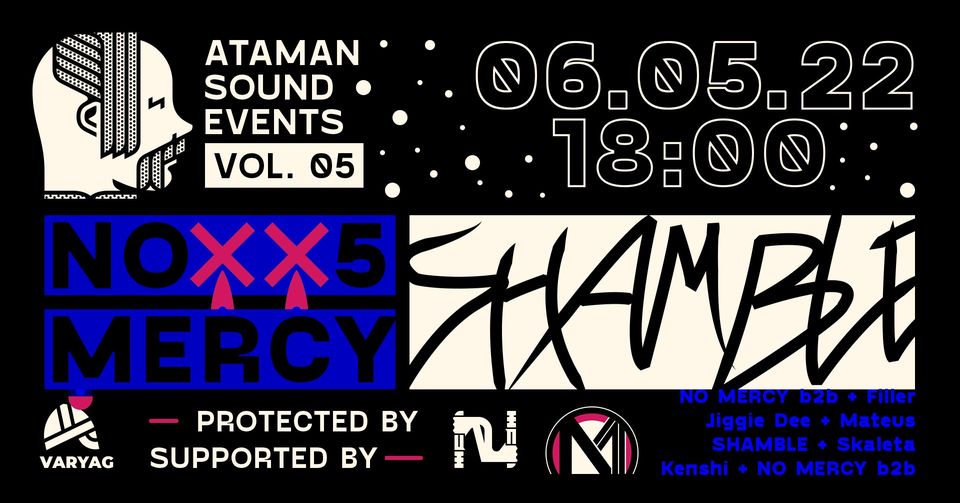 ATAMAN
SOUND
EVENTS
VOL. 05
06.05.22
18:00
NOXX5
MERCY
SHAMBLE
NO MERCY b2b + Filler
Jiggie Dee + Mateus
SHAMBLE + Skaleta
Kenshi + NO MERCY b2b
VARYAG
PROTECTED BY
SUPPORTED BY
M